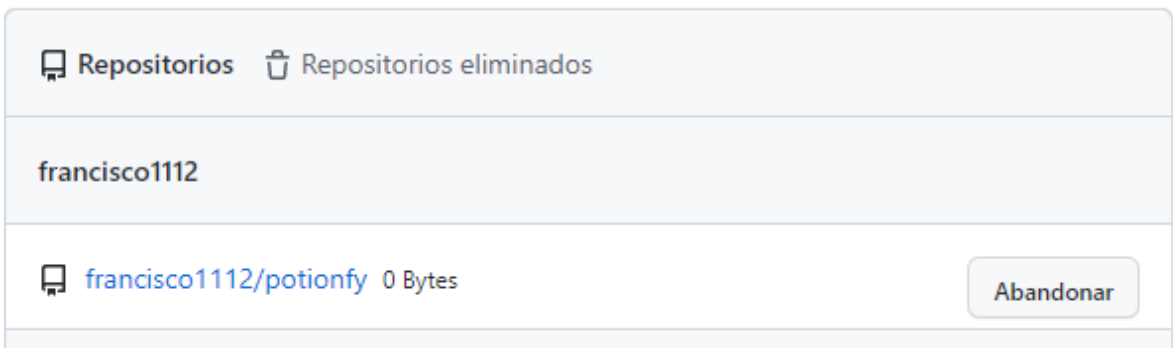 Repositorios Repositorios eliminados
francisco1112
francisco1112/potionfy 0 Bytes
Abandonar